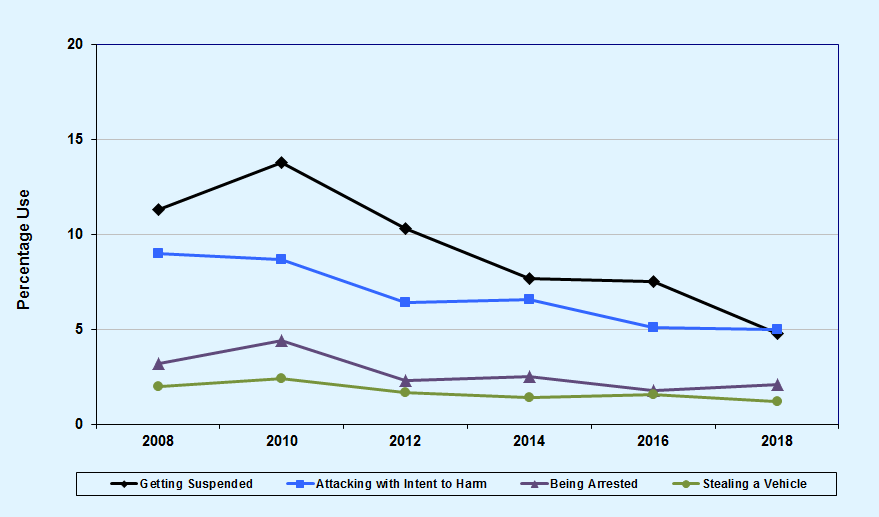 20
15
10
5
0
Percentage Use
2008 2010 2012 2014 2016 2018
Getting Suspended Attacking with Intent to Harm Being Arrested Stealing a Vehicle